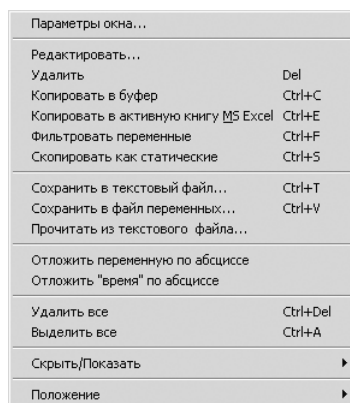 Параметры окна...
Редактировать...
Удалить Del
Копировать в буфер Ctrl+C
Копировать в активную книгу MS Excel Ctrl+E
Фильтровать переменные Ctrl+F
Скопировать как статические Ctrl+S
Сохранить в текстовый файл... Ctrl+T
Сохранить в файл переменных... Ctrl+V
Прочитать из текстового файла...
Отложить переменную по абсциссе
Отложить "время" по абсциссе
Удалить все Ctrl+Del
Выделить все Ctrl+A
Скрыть/Показать
Положение